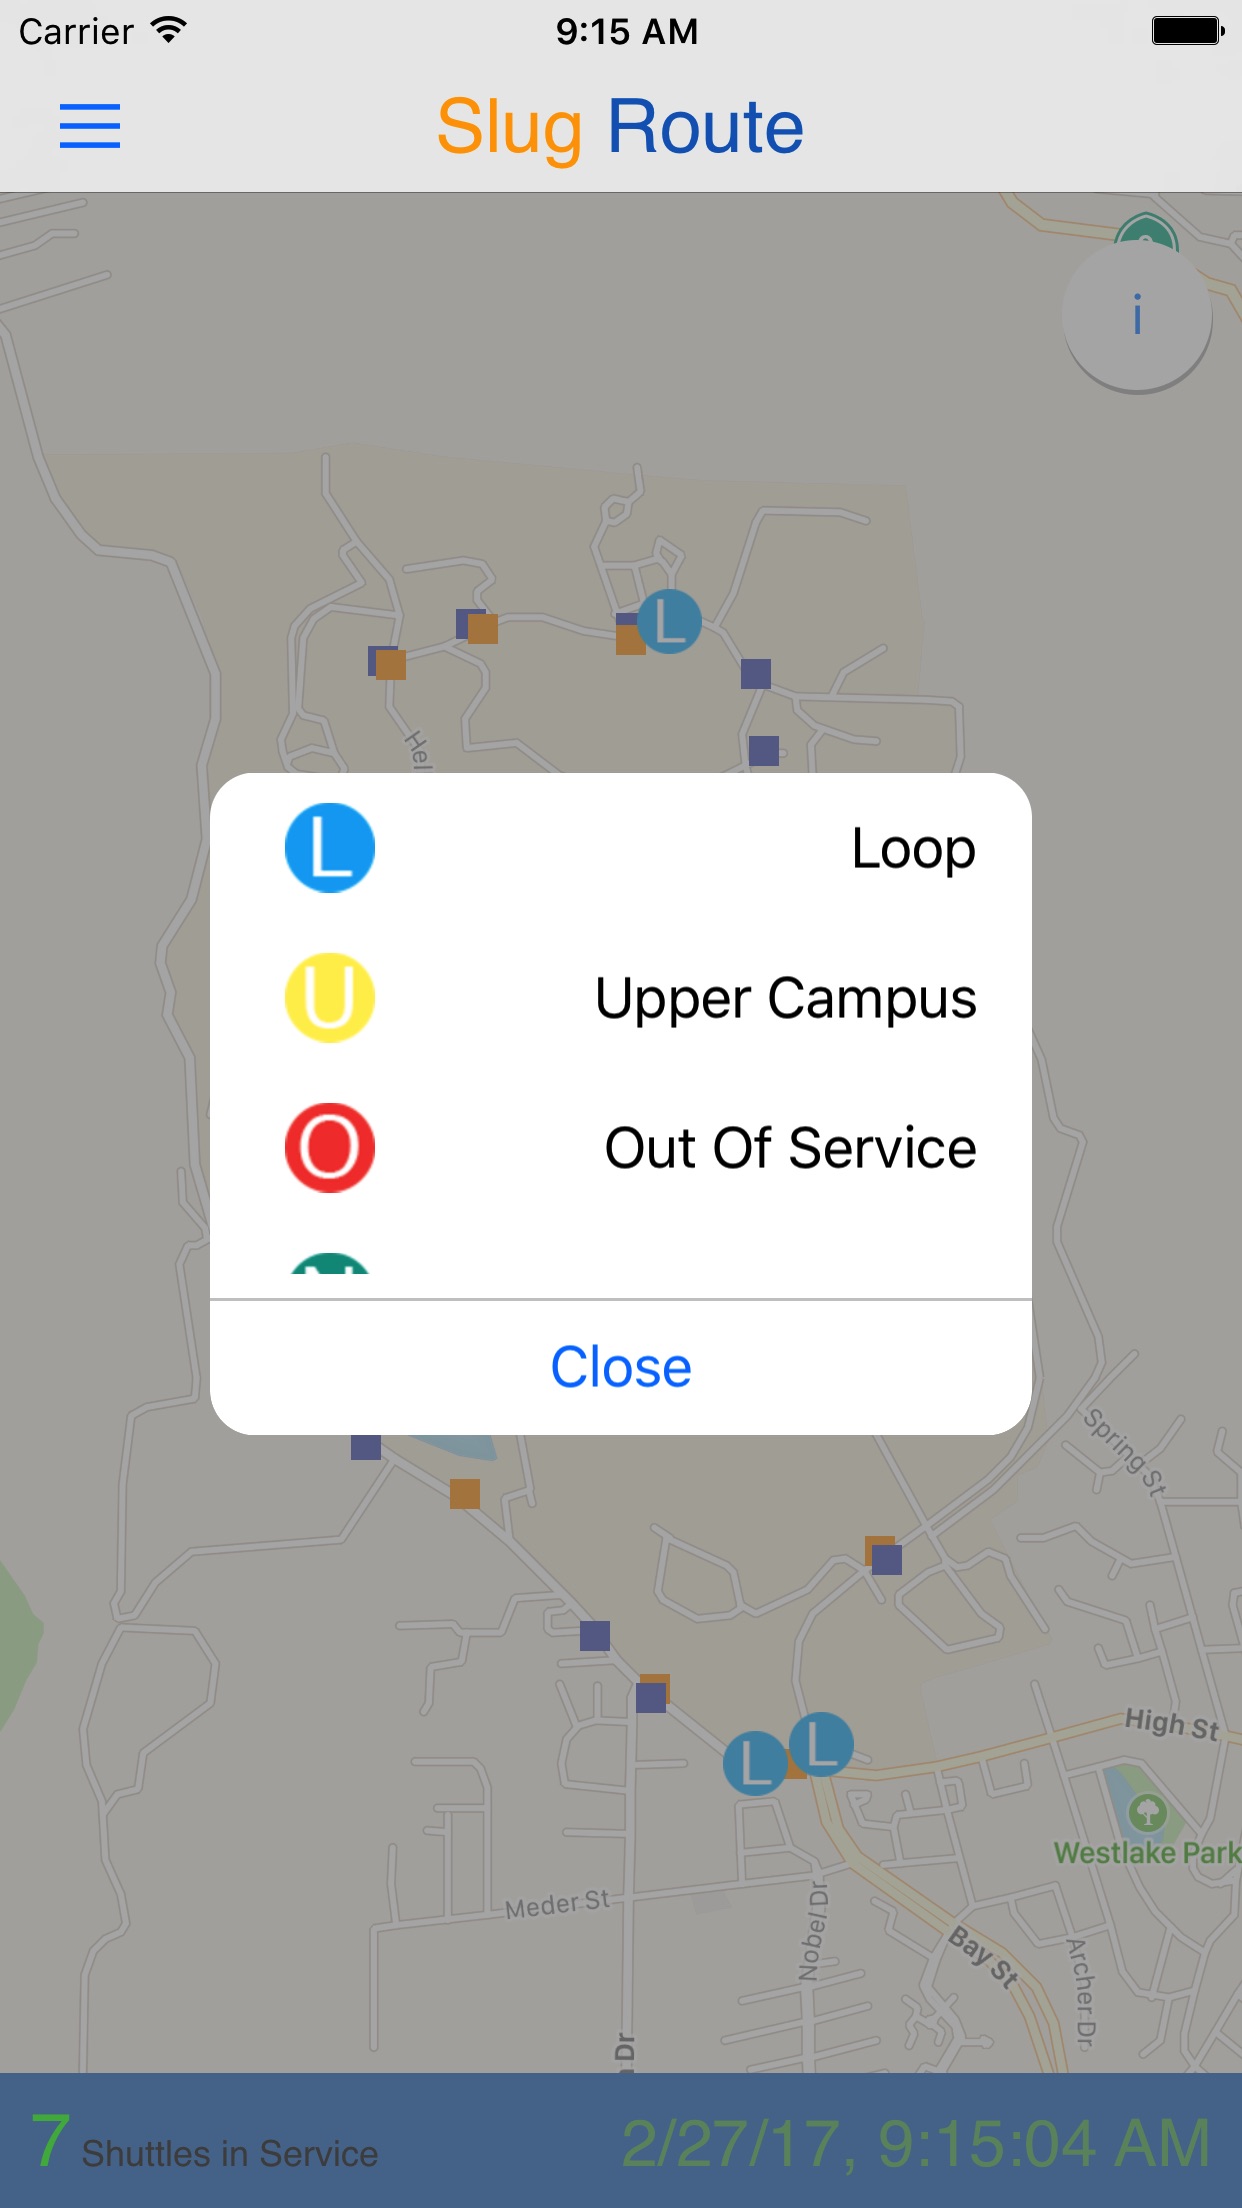 Carrier 9:15 AM
Slug Route
i
L
Hel
L Loop
U Upper Campus
O Out Of Service
Close
Spring St
High St
L L
Westlake Park
Meder St
Nobel Dr
Bay St
Archer Dr
Dr
7 Shuttles in Service 2/27/17, 9:15:04 AM